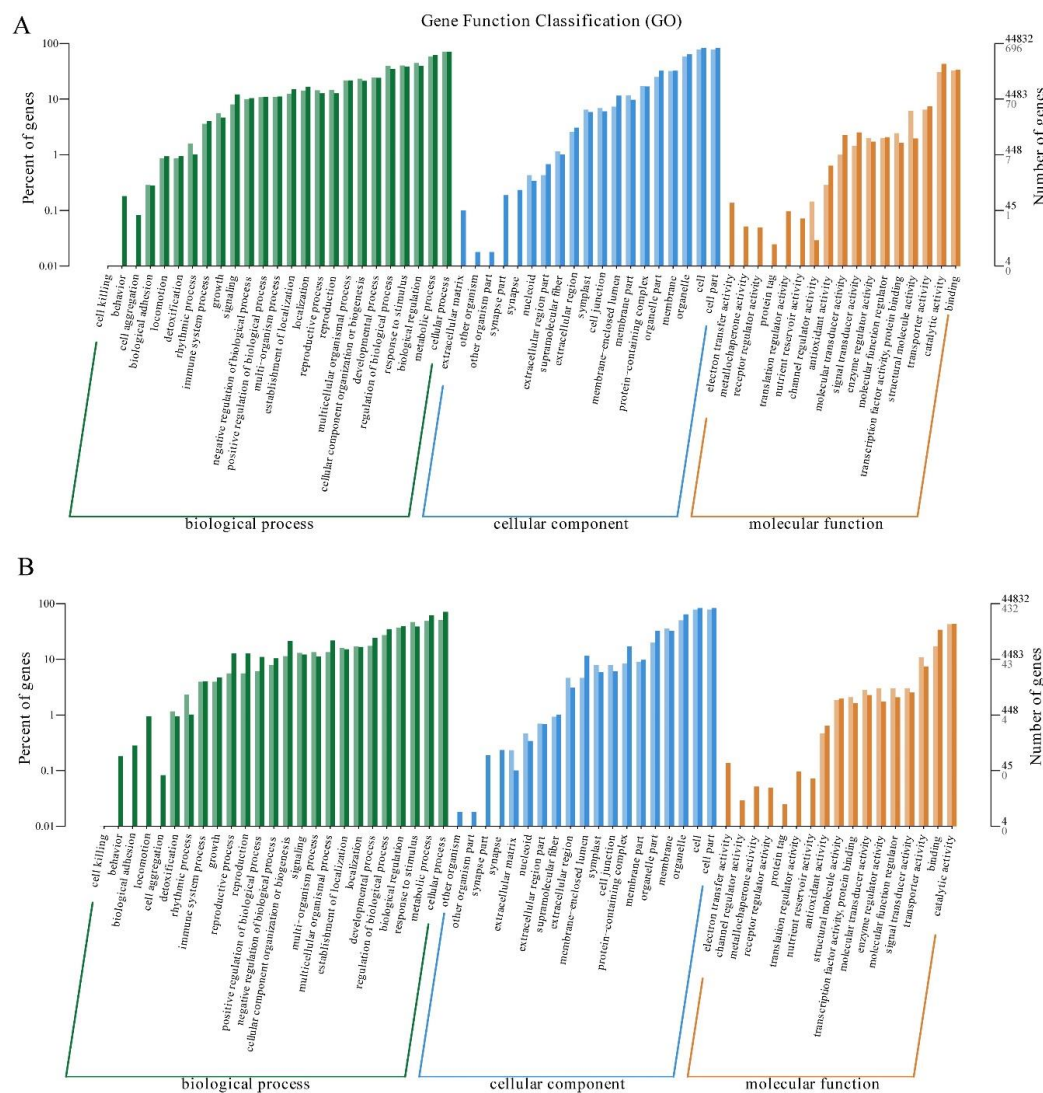 A
Gene Function Classification (GO)
Percent of genes
100
10
1
0.1
0.01
44832
696
4483
70
448
7
45
1
4
0
Number of genes
cell killing
behavior
cell aggregation
biological adhesion
locomotion
detoxification
rhythmic process
immune system process
growth
signaling
negative regulation of biological process
positive regulation of biological process
multi-organism process
establishment of localization
localization
reproductive process
reproduction
multicellular organismal process
cellular component organization or biogenesis
developmental process
regulation of biological process
response to stimulus
biological regulation
metabolic process
cellular process
extracellular matrix
other organism
other organism part
synapse part
synapse
nucleoid
extracellular region part
supramolecular fiber
extracellular region
symplast
cell junction
membrane-enclosed lumen
membrane part
protein-containing complex
organelle part
membrane
organelle
cell
cell part
electron transfer activity
metallochaperone activity
receptor regulator activity
protein tag
translation regulator activity
nutrient reservoir activity
channel regulator activity
antioxidant activity
molecular transducer activity
signal transducer activity
enzyme regulator activity
molecular function regulator
transcription factor activity, protein binding
structural molecule activity
transporter activity
catalytic activity
binding
biological process
cellular component
molecular function
B
Percent of genes
100
10
1
0.1
0.01
44832
432
4483
43
448
4
45
0
4
0
Number of genes
cell killing
behavior
biological adhesion
locomotion
cell aggregation
detoxification
rhythmic process
immune system process
growth
reproductive process
reproduction
positive regulation of biological process
negative regulation of biological process
cellular component organization or biogenesis
signaling
multi-organism process
multicellular organismal process
establishment of localization
localization
developmental process
regulation of biological process
biological regulation
response to stimulus
metabolic process
cellular process
other organism
other organism part
synapse part
synapse
extracellular matrix
nucleoid
extracellular region part
supramolecular fiber
extracellular region
membrane-enclosed lumen
symplast
cell junction
protein-containing complex
membrane part
organelle part
membrane
organelle
cell
cell part
electron transfer activity
channel regulator activity
metallochaperone activity
receptor regulator activity
protein tag
translation regulator activity
nutrient reservoir activity
antioxidant activity
structural molecule activity
transcription factor activity, protein binding
molecular transducer activity
enzyme regulator activity
molecular function regulator
signal transducer activity
transporter activity
binding
catalytic activity
biological process
cellular component
molecular function